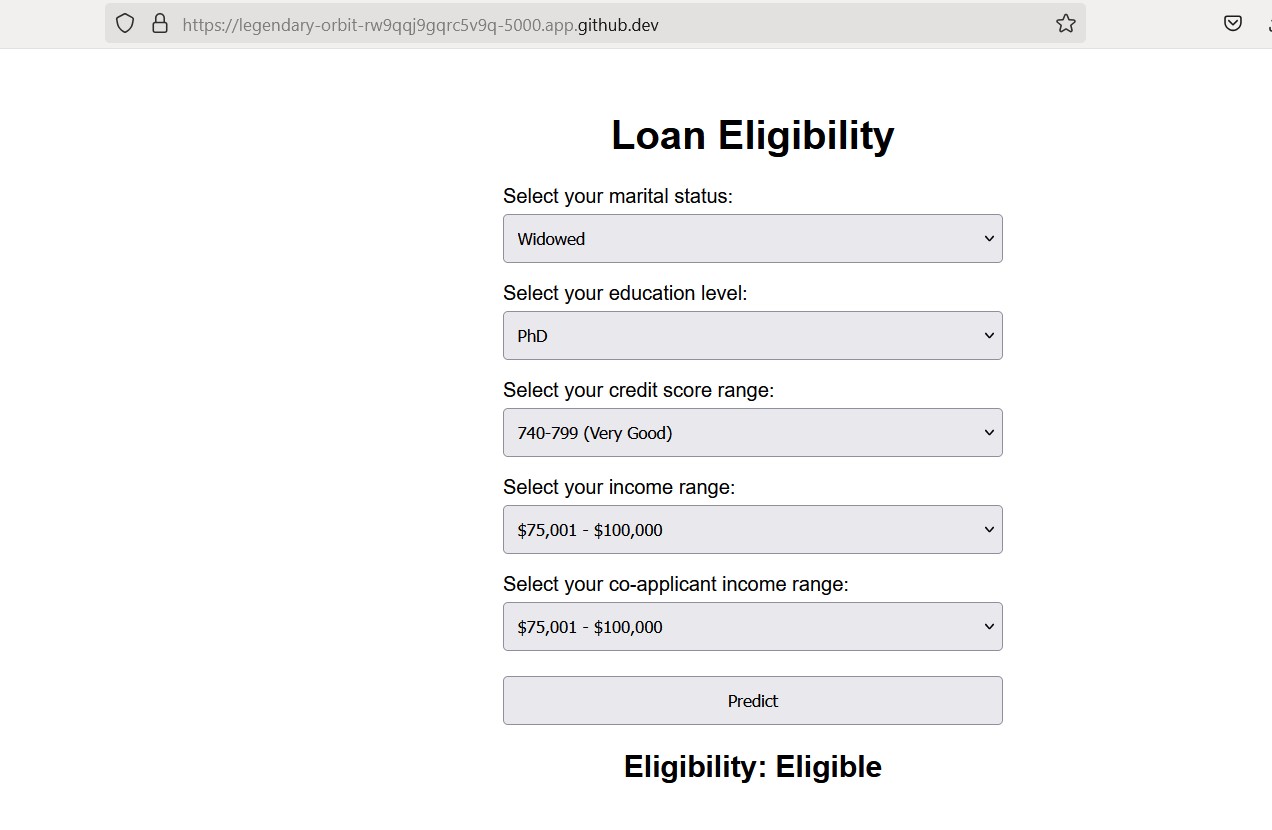 https://legendary-orbit-rw9qqj9gqrc5v9q-5000.app.github.dev
Loan Eligibility
Select your marital status:
Widowed
Select your education level:
PhD
Select your credit score range:
740-799 (Very Good)
Select your income range:
$75,001 - $100,000
Select your co-applicant income range:
$75,001 - $100,000
Predict
Eligibility: Eligible